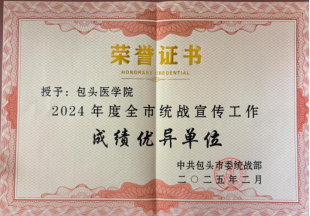 荣誉证书
HONORARY CREDENTIAL
授予：包头医学院
2024年度全市统战宣传工作
成绩优异单位
中共包头市委统战部
二〇二五年二月